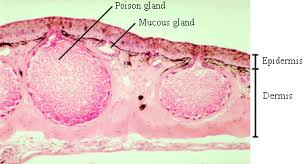 Poison gland
Mucous gland
Epidermis
Dermis